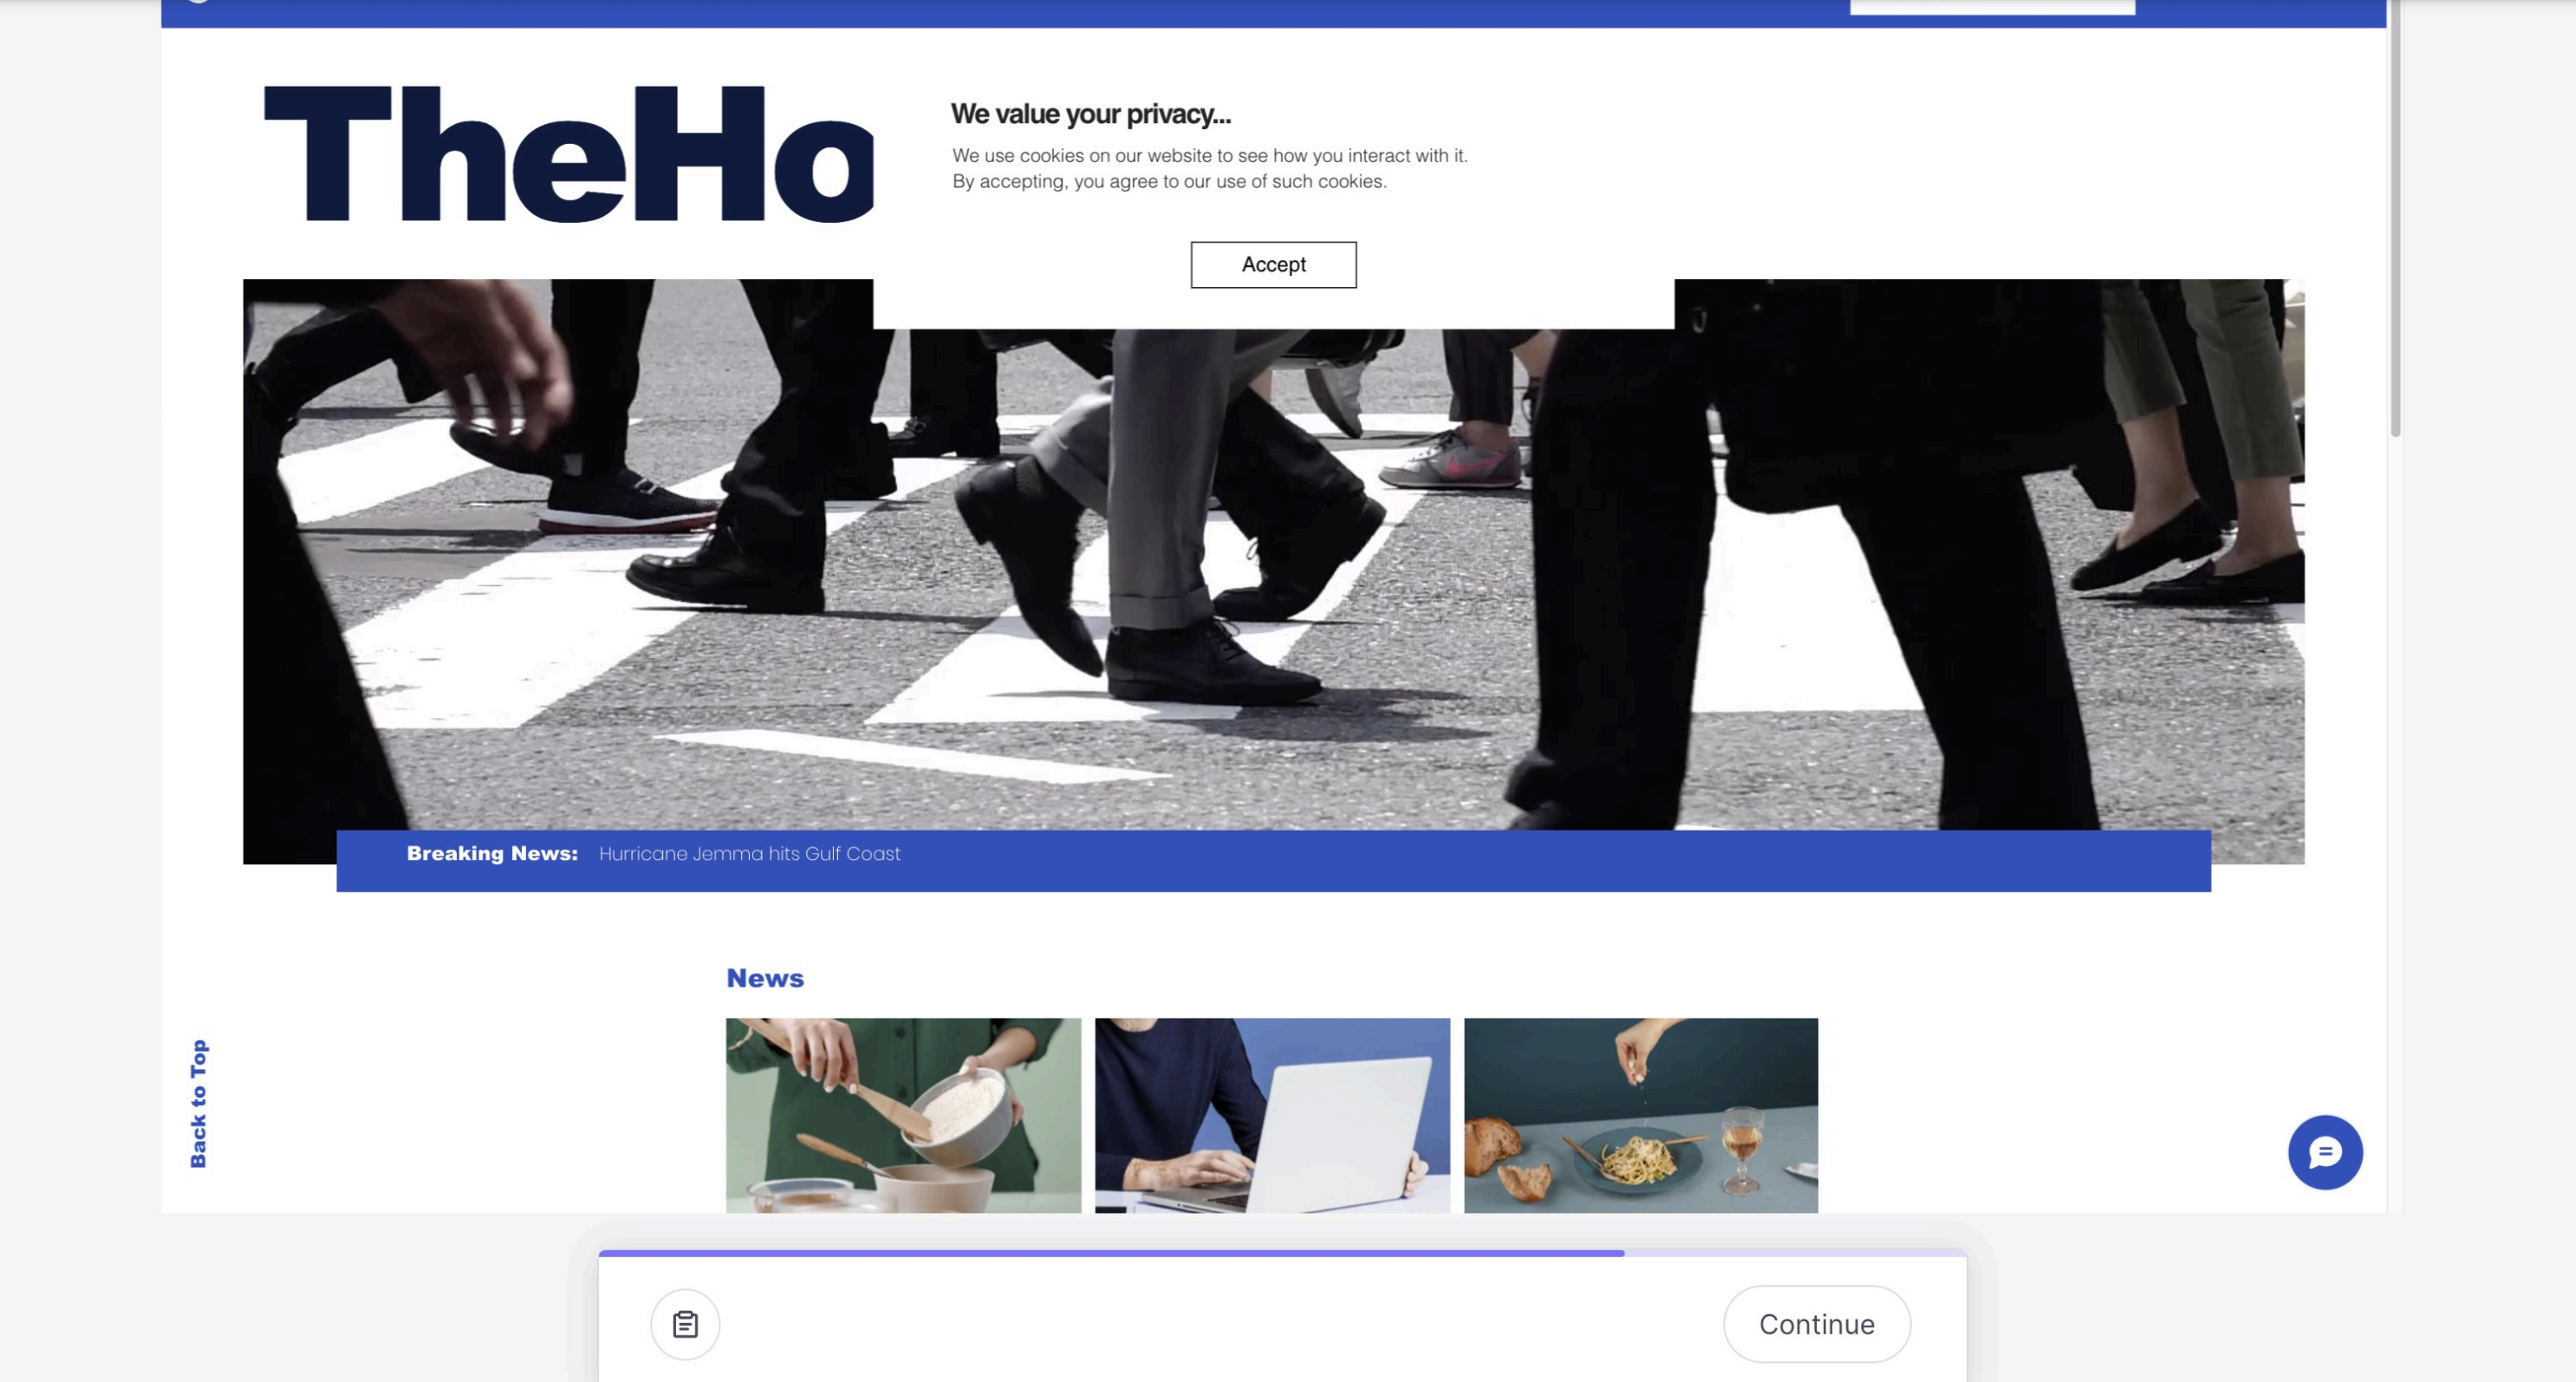 TheHo
We value your privacy...
We use cookies on our website to see how you interact with it.
By accepting, you agree to our use of such cookies.
Accept
Breaking News: Hurricane Jemma hits Gulf Coast
News
Back to Top
Continue